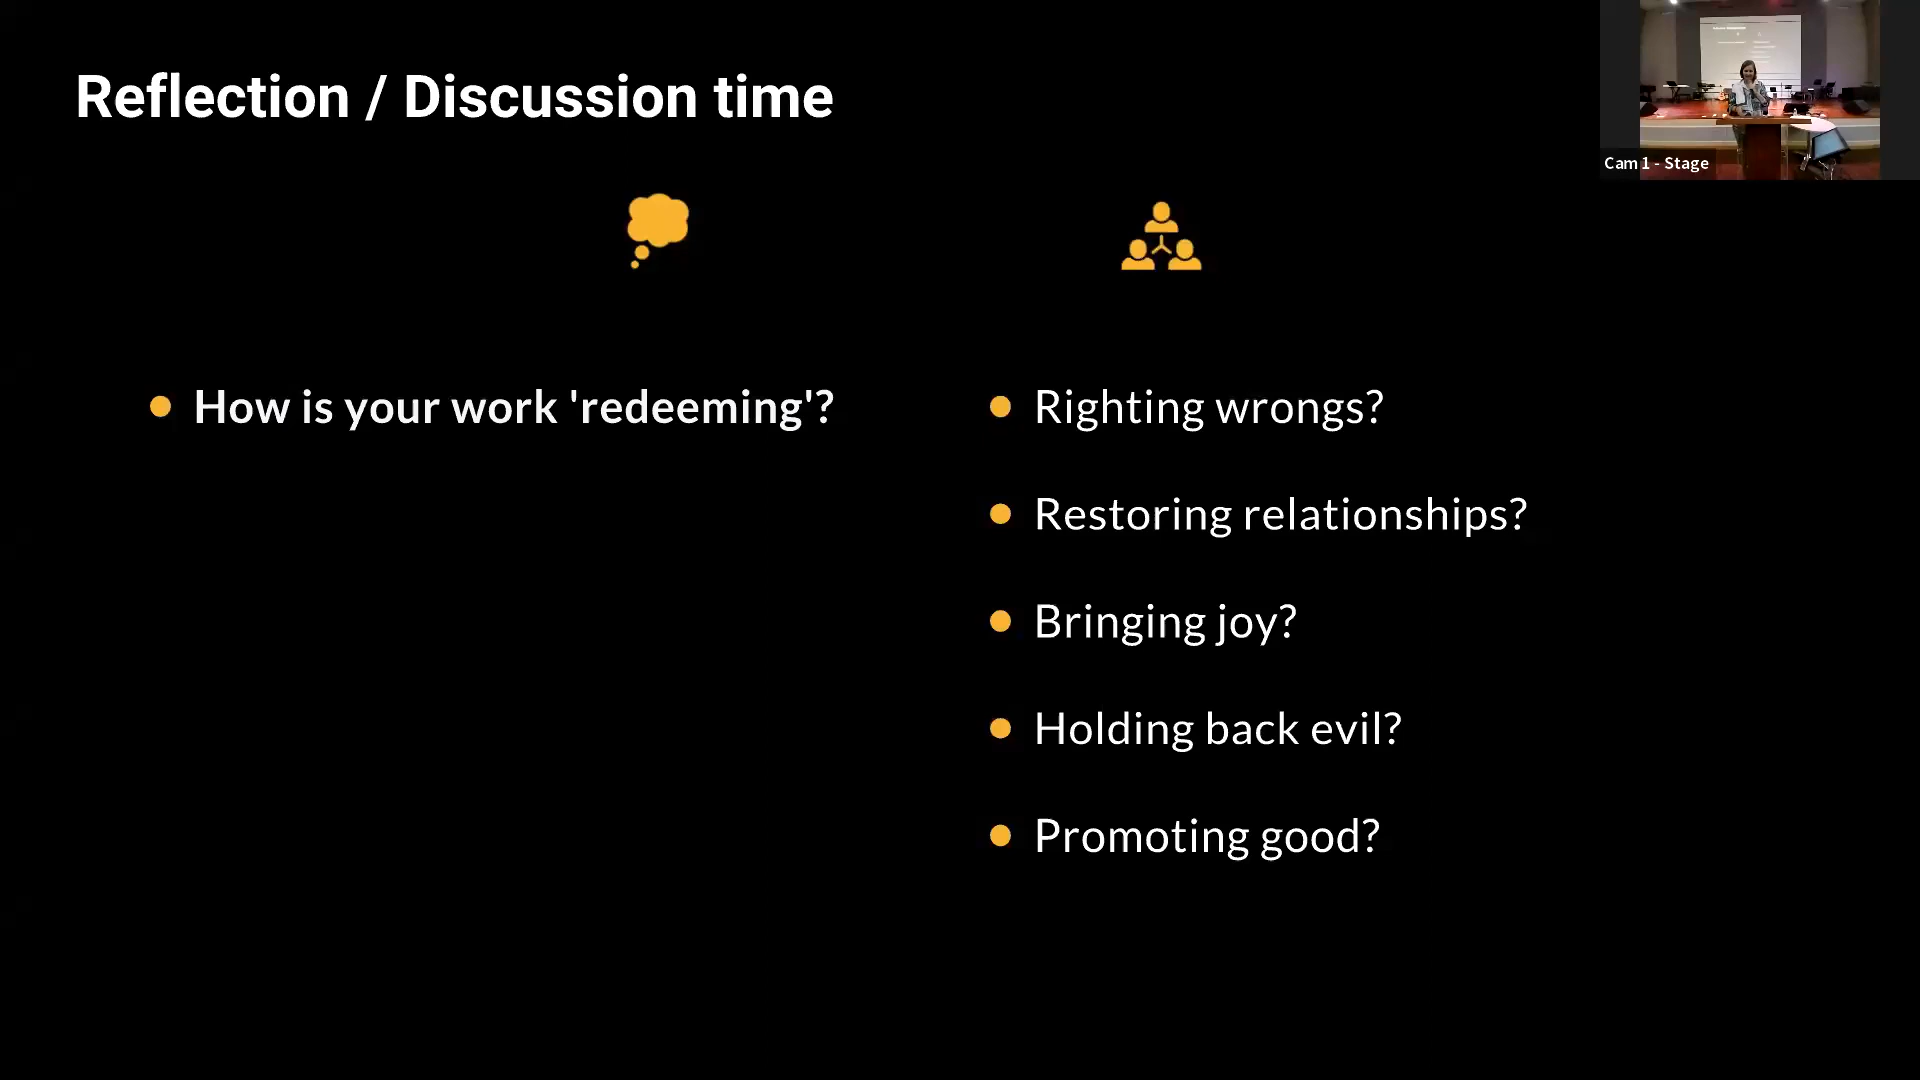 Reflection / Discussion time
Cam 1 - Stage
How is your work 'redeeming'?
Righting wrongs?
Restoring relationships?
Bringing joy?
Holding back evil?
Promoting good?